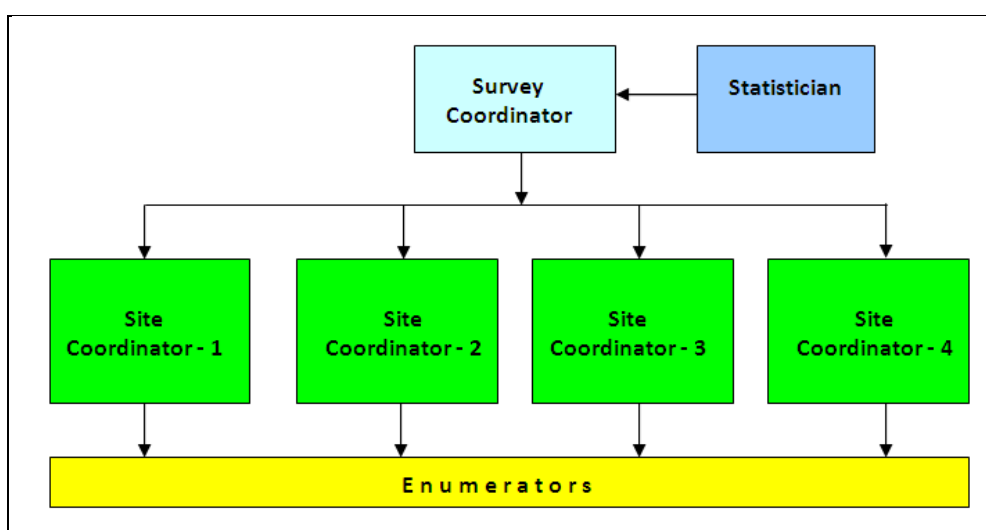 Survey
Coordinator
Statistician
Site
Coordinator - 1
Site
Coordinator - 2
Site
Coordinator - 3
Site
Coordinator - 4
Enumerators